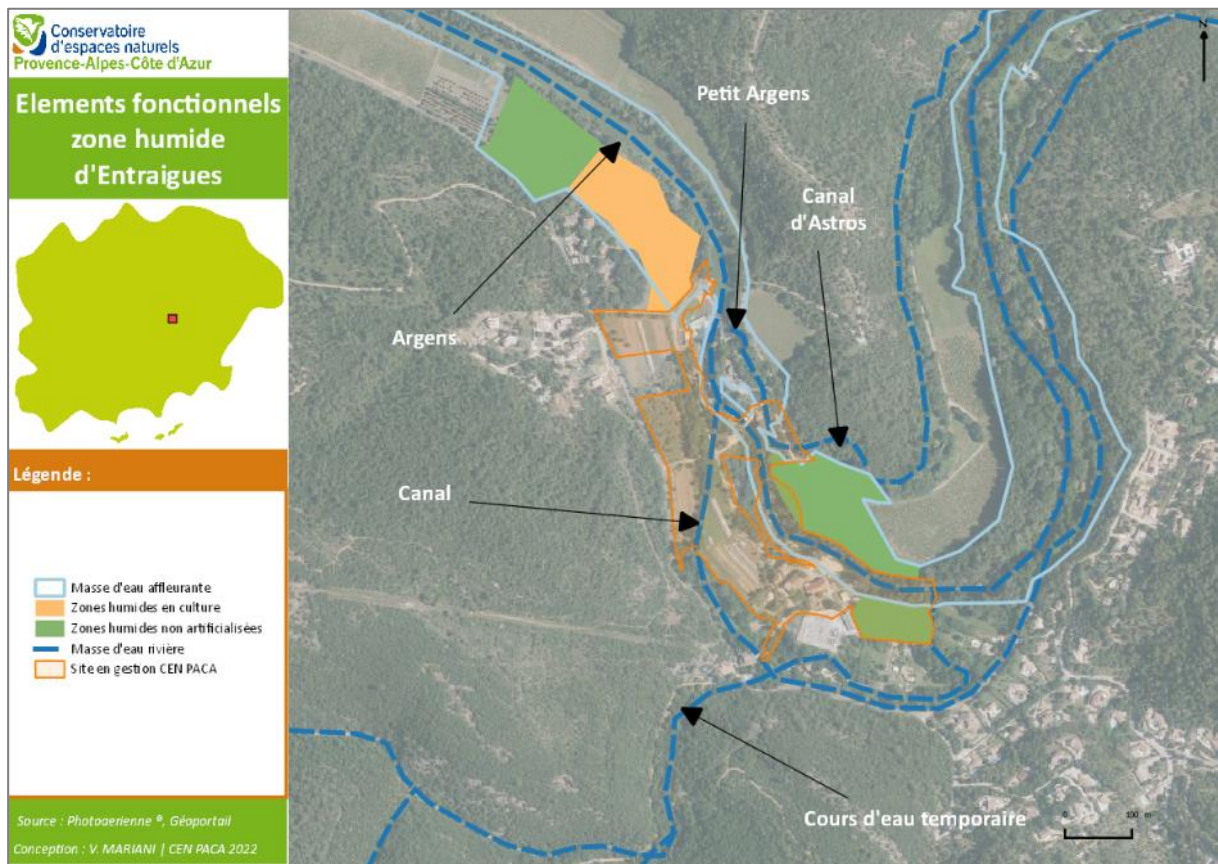 Conservatoire
d'espaces naturels
Provence-Alpes-Côte d'Azur
Elements fonctionnels
zone humide
d'Entraigues
Légende :
Masse d'eau affleurante
Zones humides en culture
Zones humides non artificialisées
Masse d'eau rivière
Site en gestion CEN PACA
Source : Photoaerienne ®, Géoportail
Conception : V. MARIANI | CEN PACA 2022
N
Petit Argens
Canal
d'Astros
Argens
Canal
Cours d'eau temporaire
0 100 m